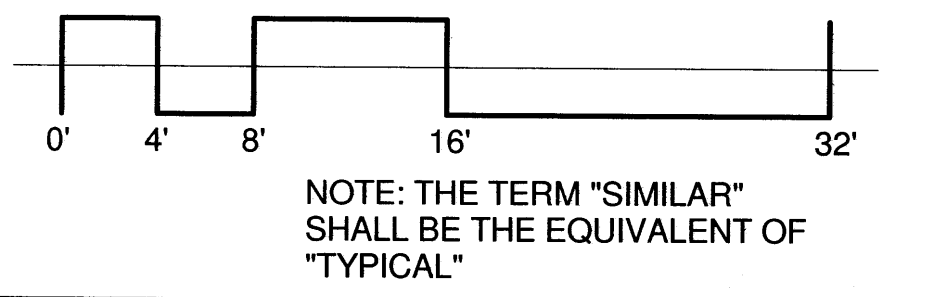 0' 4' 8' 16' 32'
NOTE: THE TERM "SIMILAR"
SHALL BE THE EQUIVALENT OF
"TYPICAL"